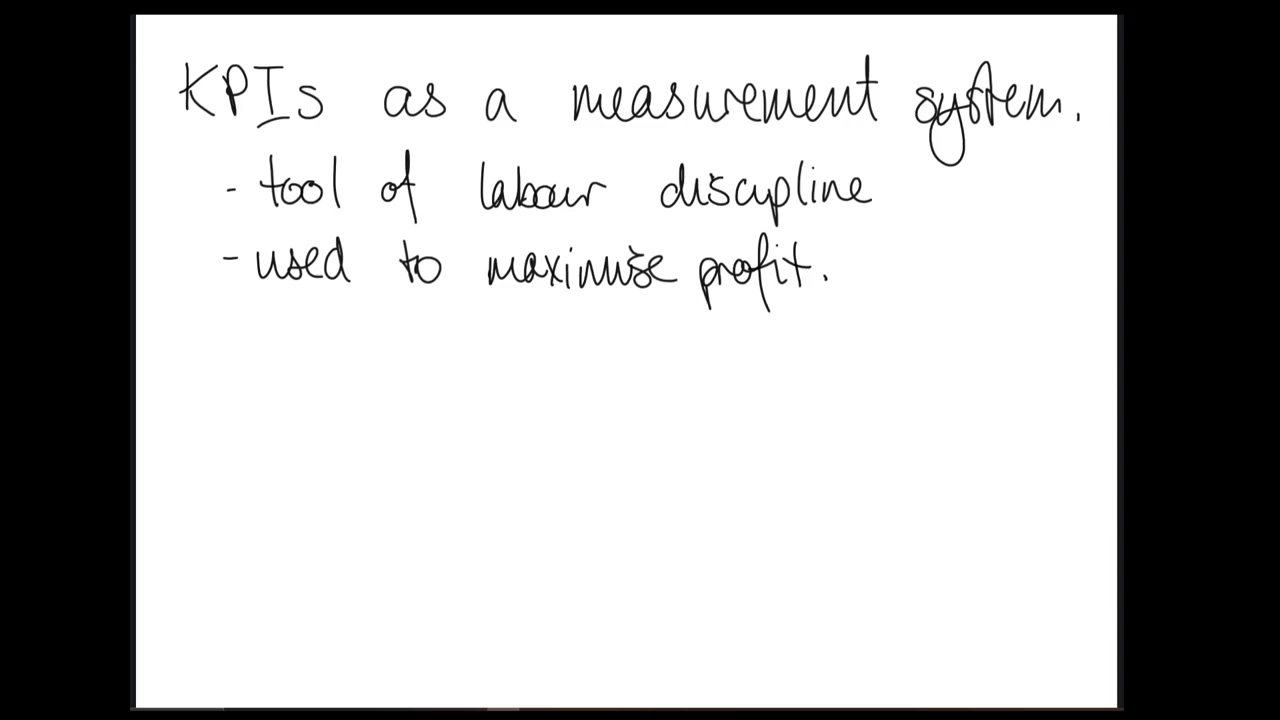 KPIs as a measurement system.
- tool of labour discipline
- used to maximise profit.